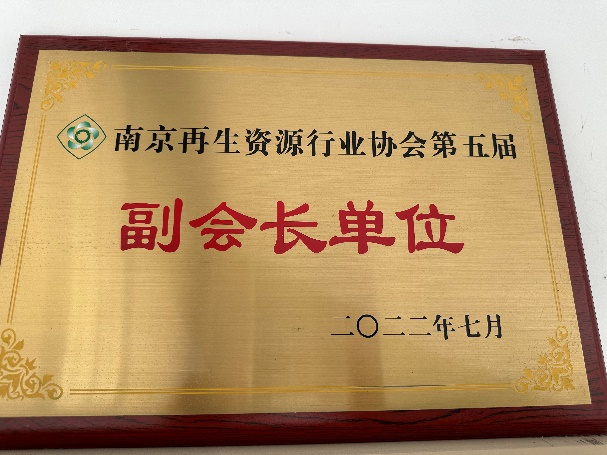 南京再生资源行业协会第五届
副会长单位
二〇二二年七月